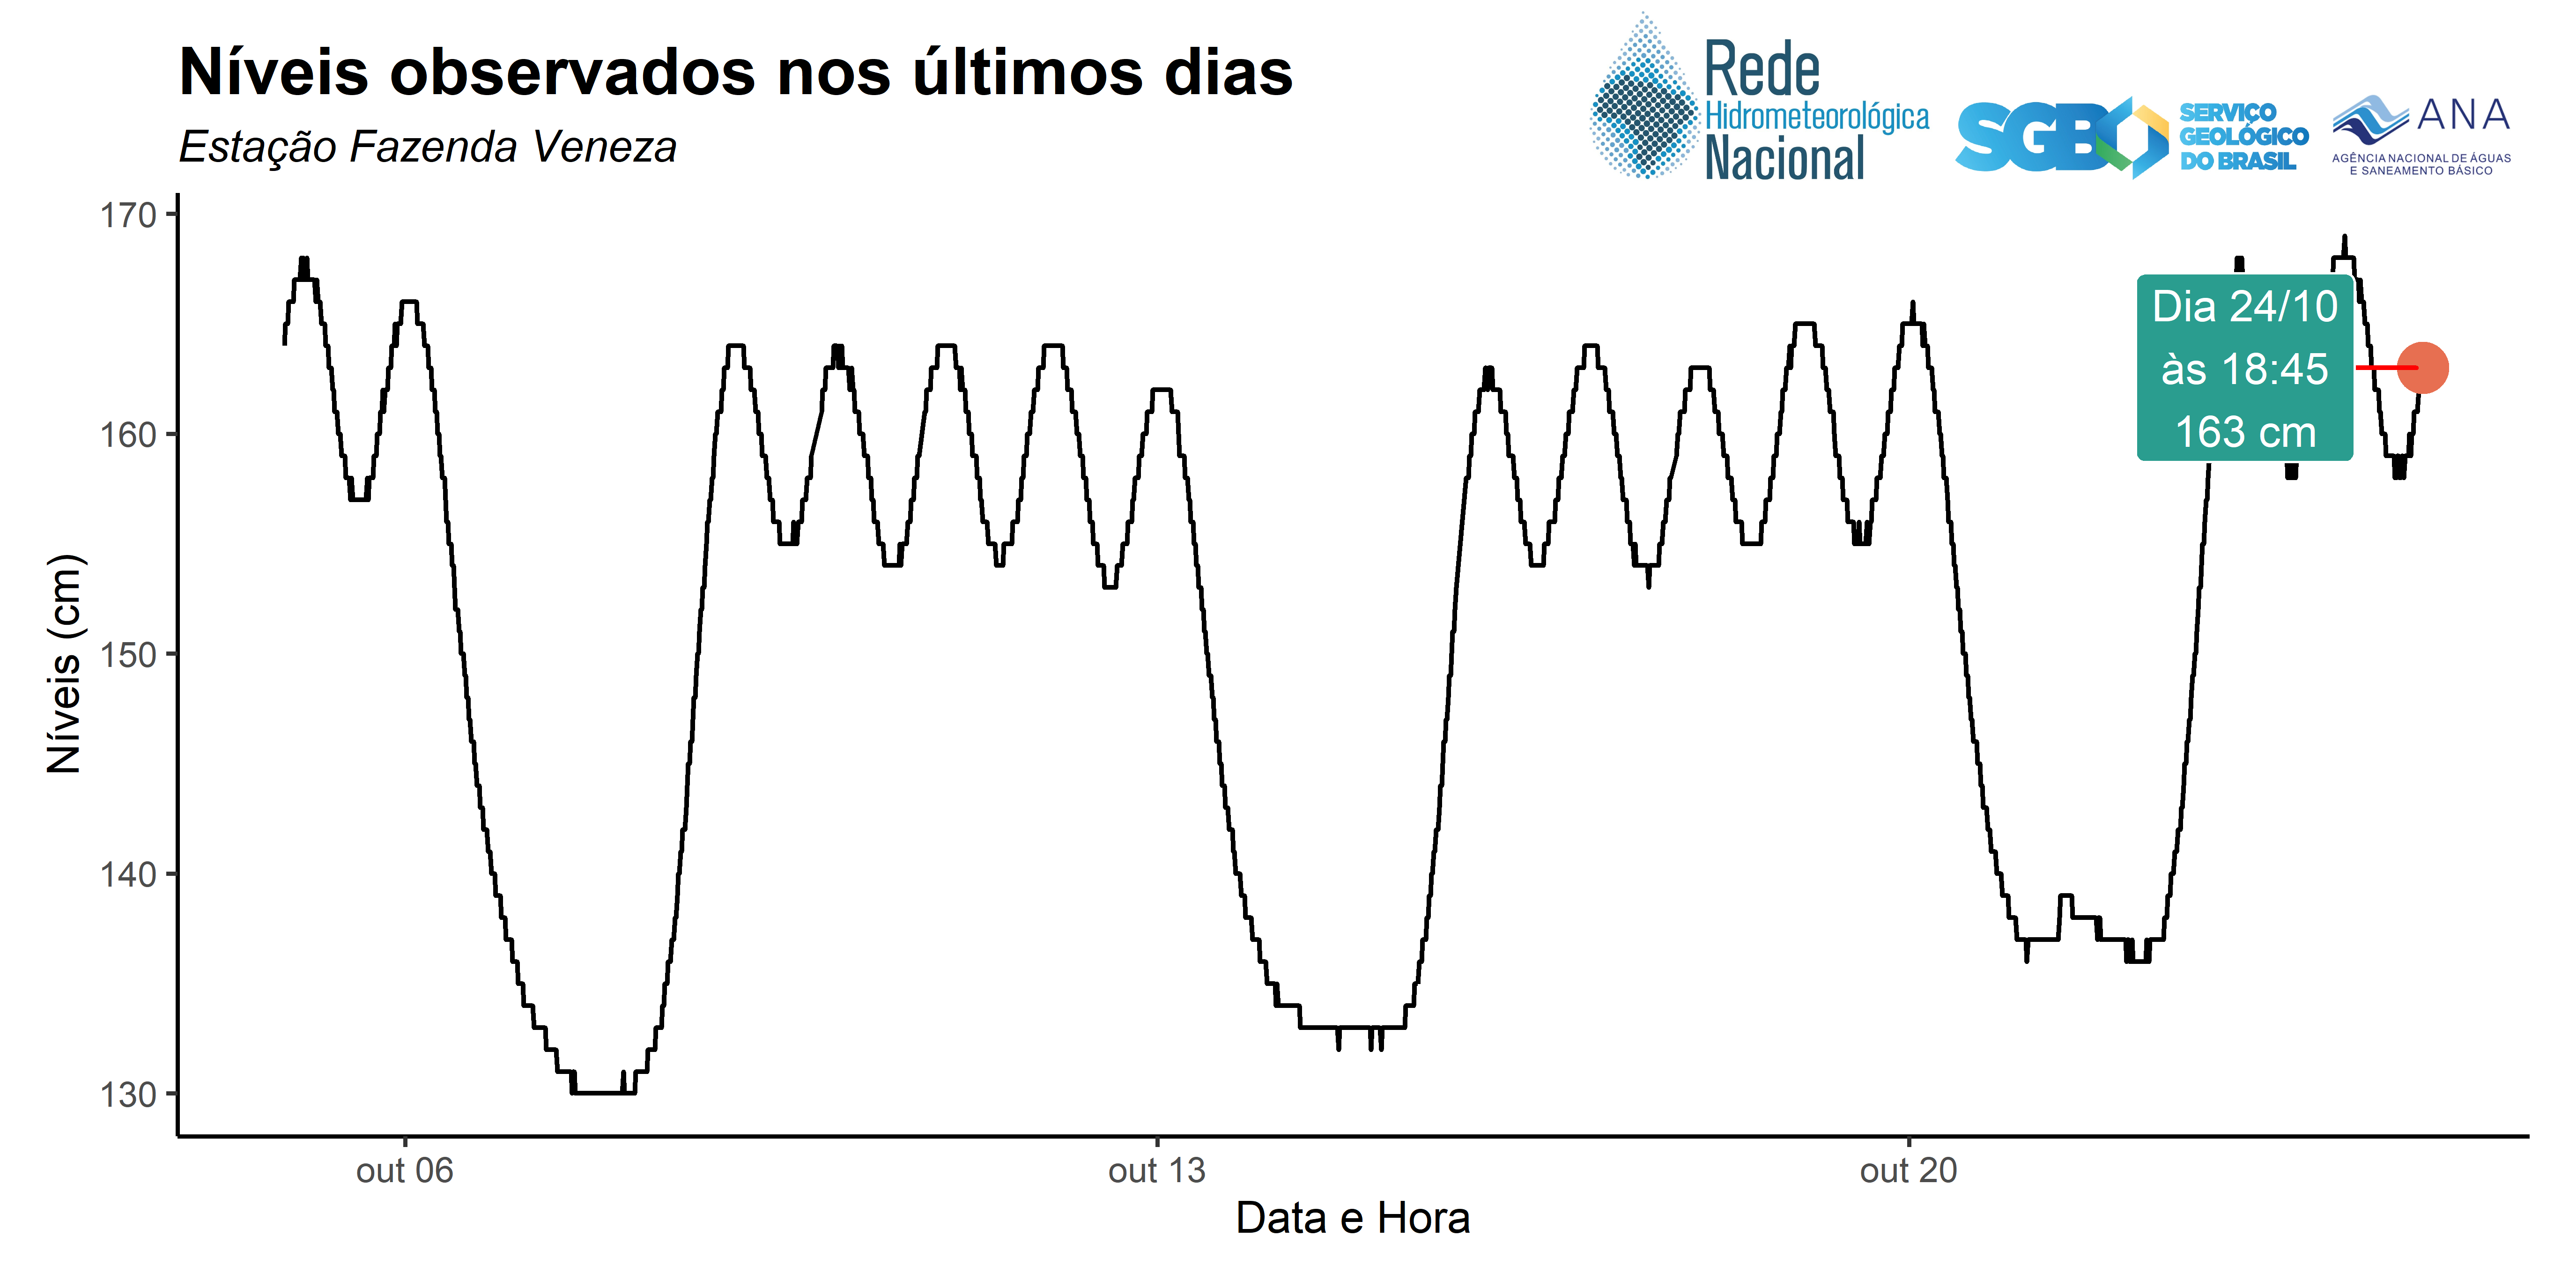 Níveis observados nos últimos dias
Estação Fazenda Veneza
Rede
Hidrometeorológica
Nacional
SGB
SERVIÇO
GEOLÓGICO
DO BRASIL
ANA
AGÊNCIA NACIONAL DE ÁGUAS
E SANEAMENTO BÁSICO
170
160
150
140
130
Níveis (cm)
Dia 24/10
às 18:45
163 cm
out 06
out 13
out 20
Data e Hora